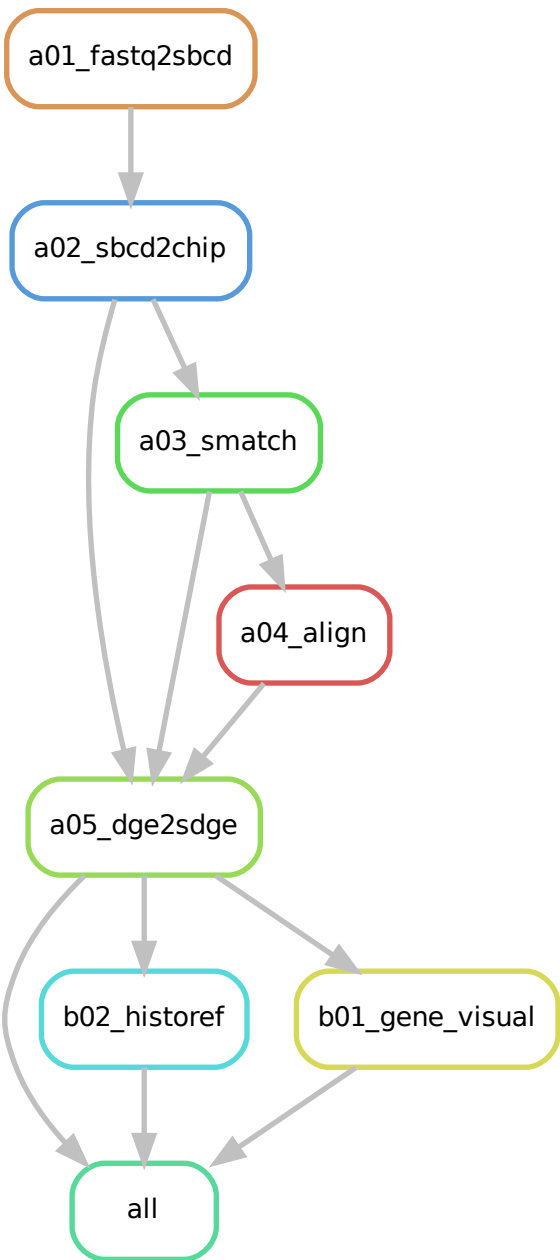 a01_fastq2sbcd
a02_sbcd2chip
a03_smatch
a04_align
a05_dge2sdge
b02_historef
b01_gene_visual
all